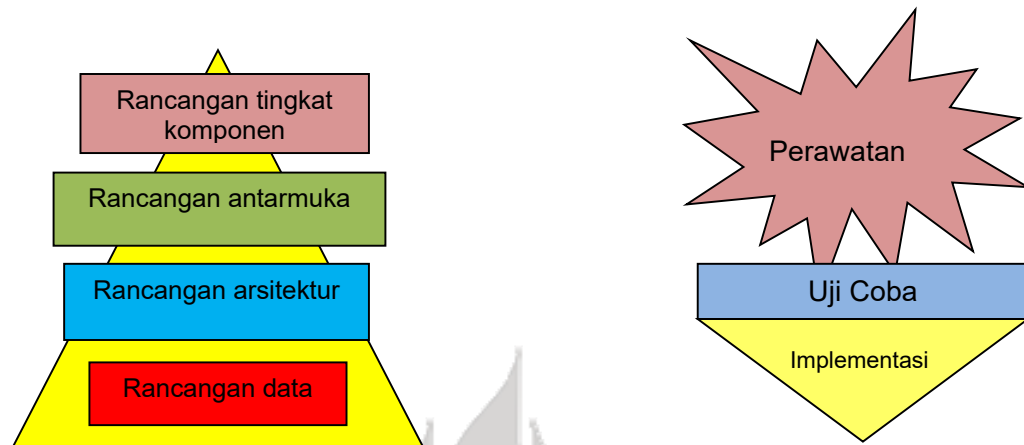 Rancangan tingkat
komponen
Rancangan antarmuka
Rancangan arsitektur
Rancangan data
Perawatan
Uji Coba
Implementasi